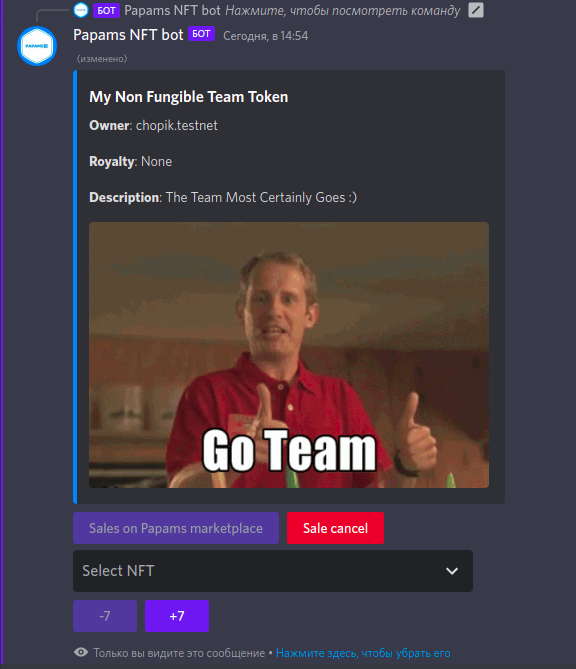 БОТ Papams NFT bot Нажмите, чтобы посмотреть команду
Papams NFT bot БОТ Сегодня, в 14:54
PAPAMS
(изменено)
My Non Fungible Team Token
Owner: chopik.testnet
Royalty: None
Description: The Team Most Certainly Goes :)
Go Team
Sales on Papams marketplace Sale cancel
Select NFT
-7 +7
Только вы видите это сообщение • Нажмите здесь, чтобы убрать его